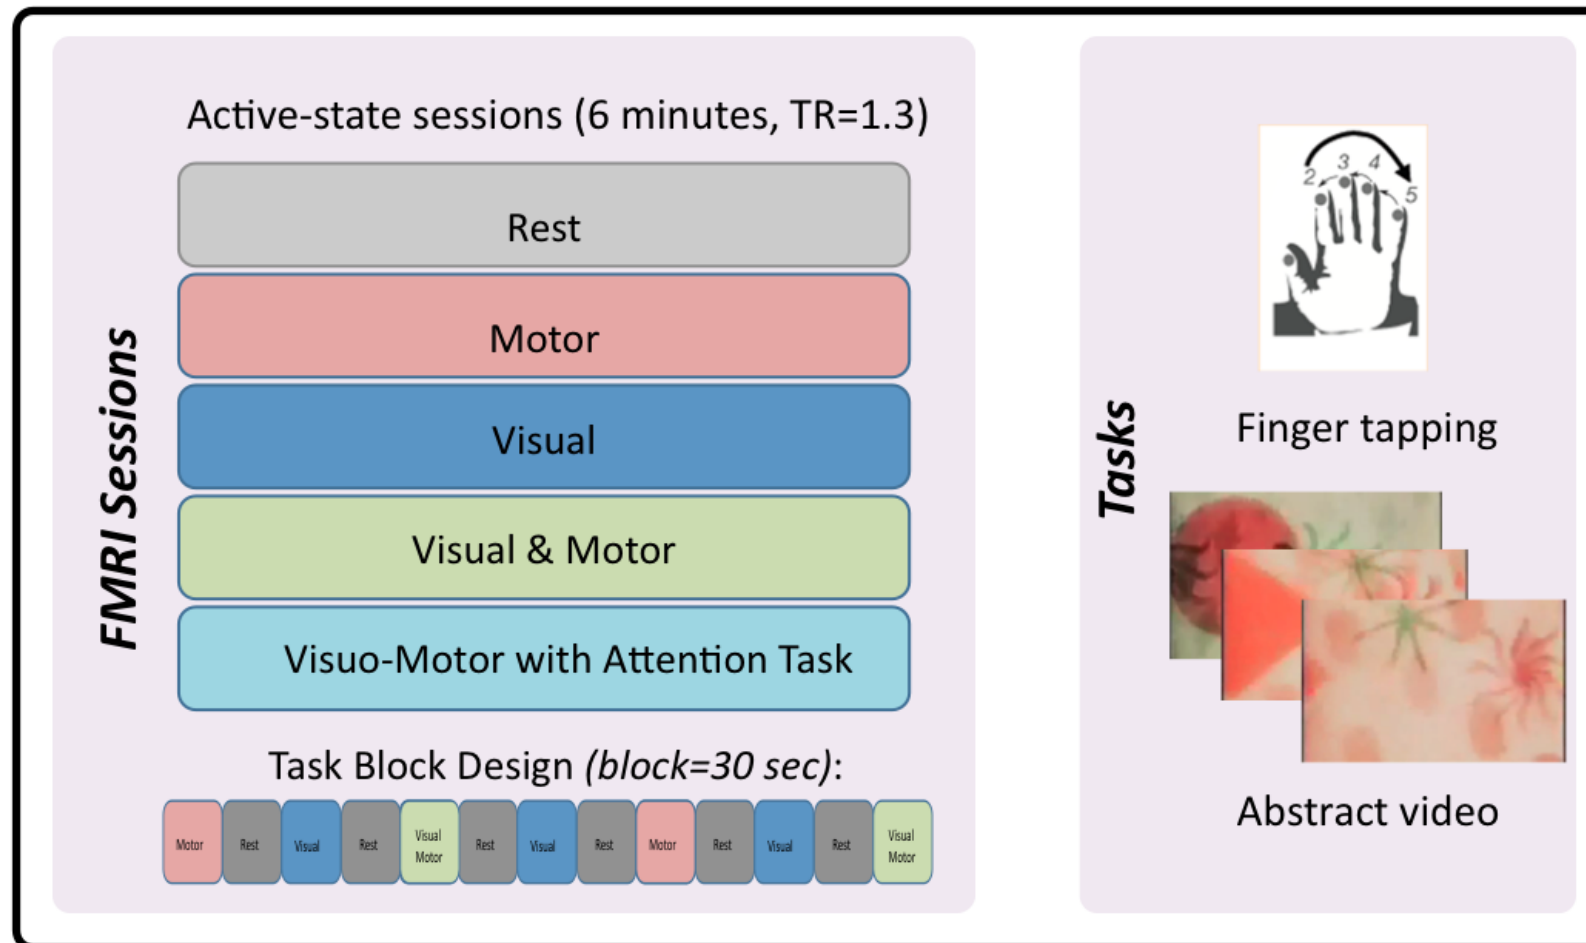 Active-state sessions (6 minutes, TR=1.3)
FMRI Sessions
Rest
Motor
Visual
Visual & Motor
Visuo-Motor with Attention Task
Task Block Design (block=30 sec):
Motor Rest Visual Rest Visual Motor Rest Visual Rest Motor Rest Visual Rest Visual Motor
Tasks
2 3 4 5
Finger tapping
Abstract video